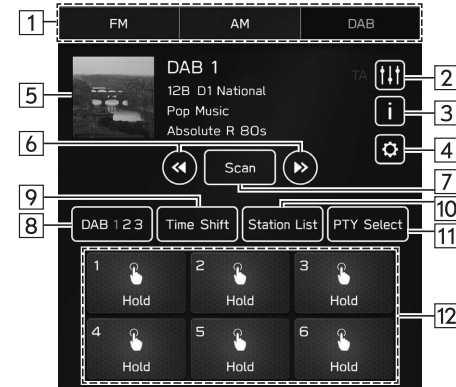 1 FM AM DAB
DAB 1
12B D1 National
Pop Music
Absolute R 80s
TA
2
i 3
4
5
6
Scan
7
8 DAB 1 2 3
9 Time Shift
10 Station List
11 PTY Select
1 Hold
2 Hold
3 Hold
12
4 Hold
5 Hold
6 Hold